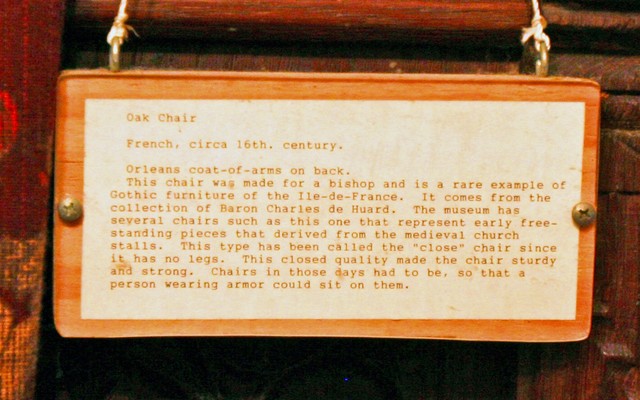 Oak Chair
French, circa 16th. century.
Orleans coat-of-arms on back.
This chair was made for a bishop and is a rare example of
Gothic furniture of the Ile-de-France. It comes from the
collection of Baron Charles de Huard. The museum has
several chairs such as this one that represent early free-
standing pieces that derived from the medieval church
stalls. This type has been called the "close" chair since
it has no legs. This closed quality made the chair sturdy
and strong. Chairs in those days had to be, so that a
person wearing armor could sit on them.